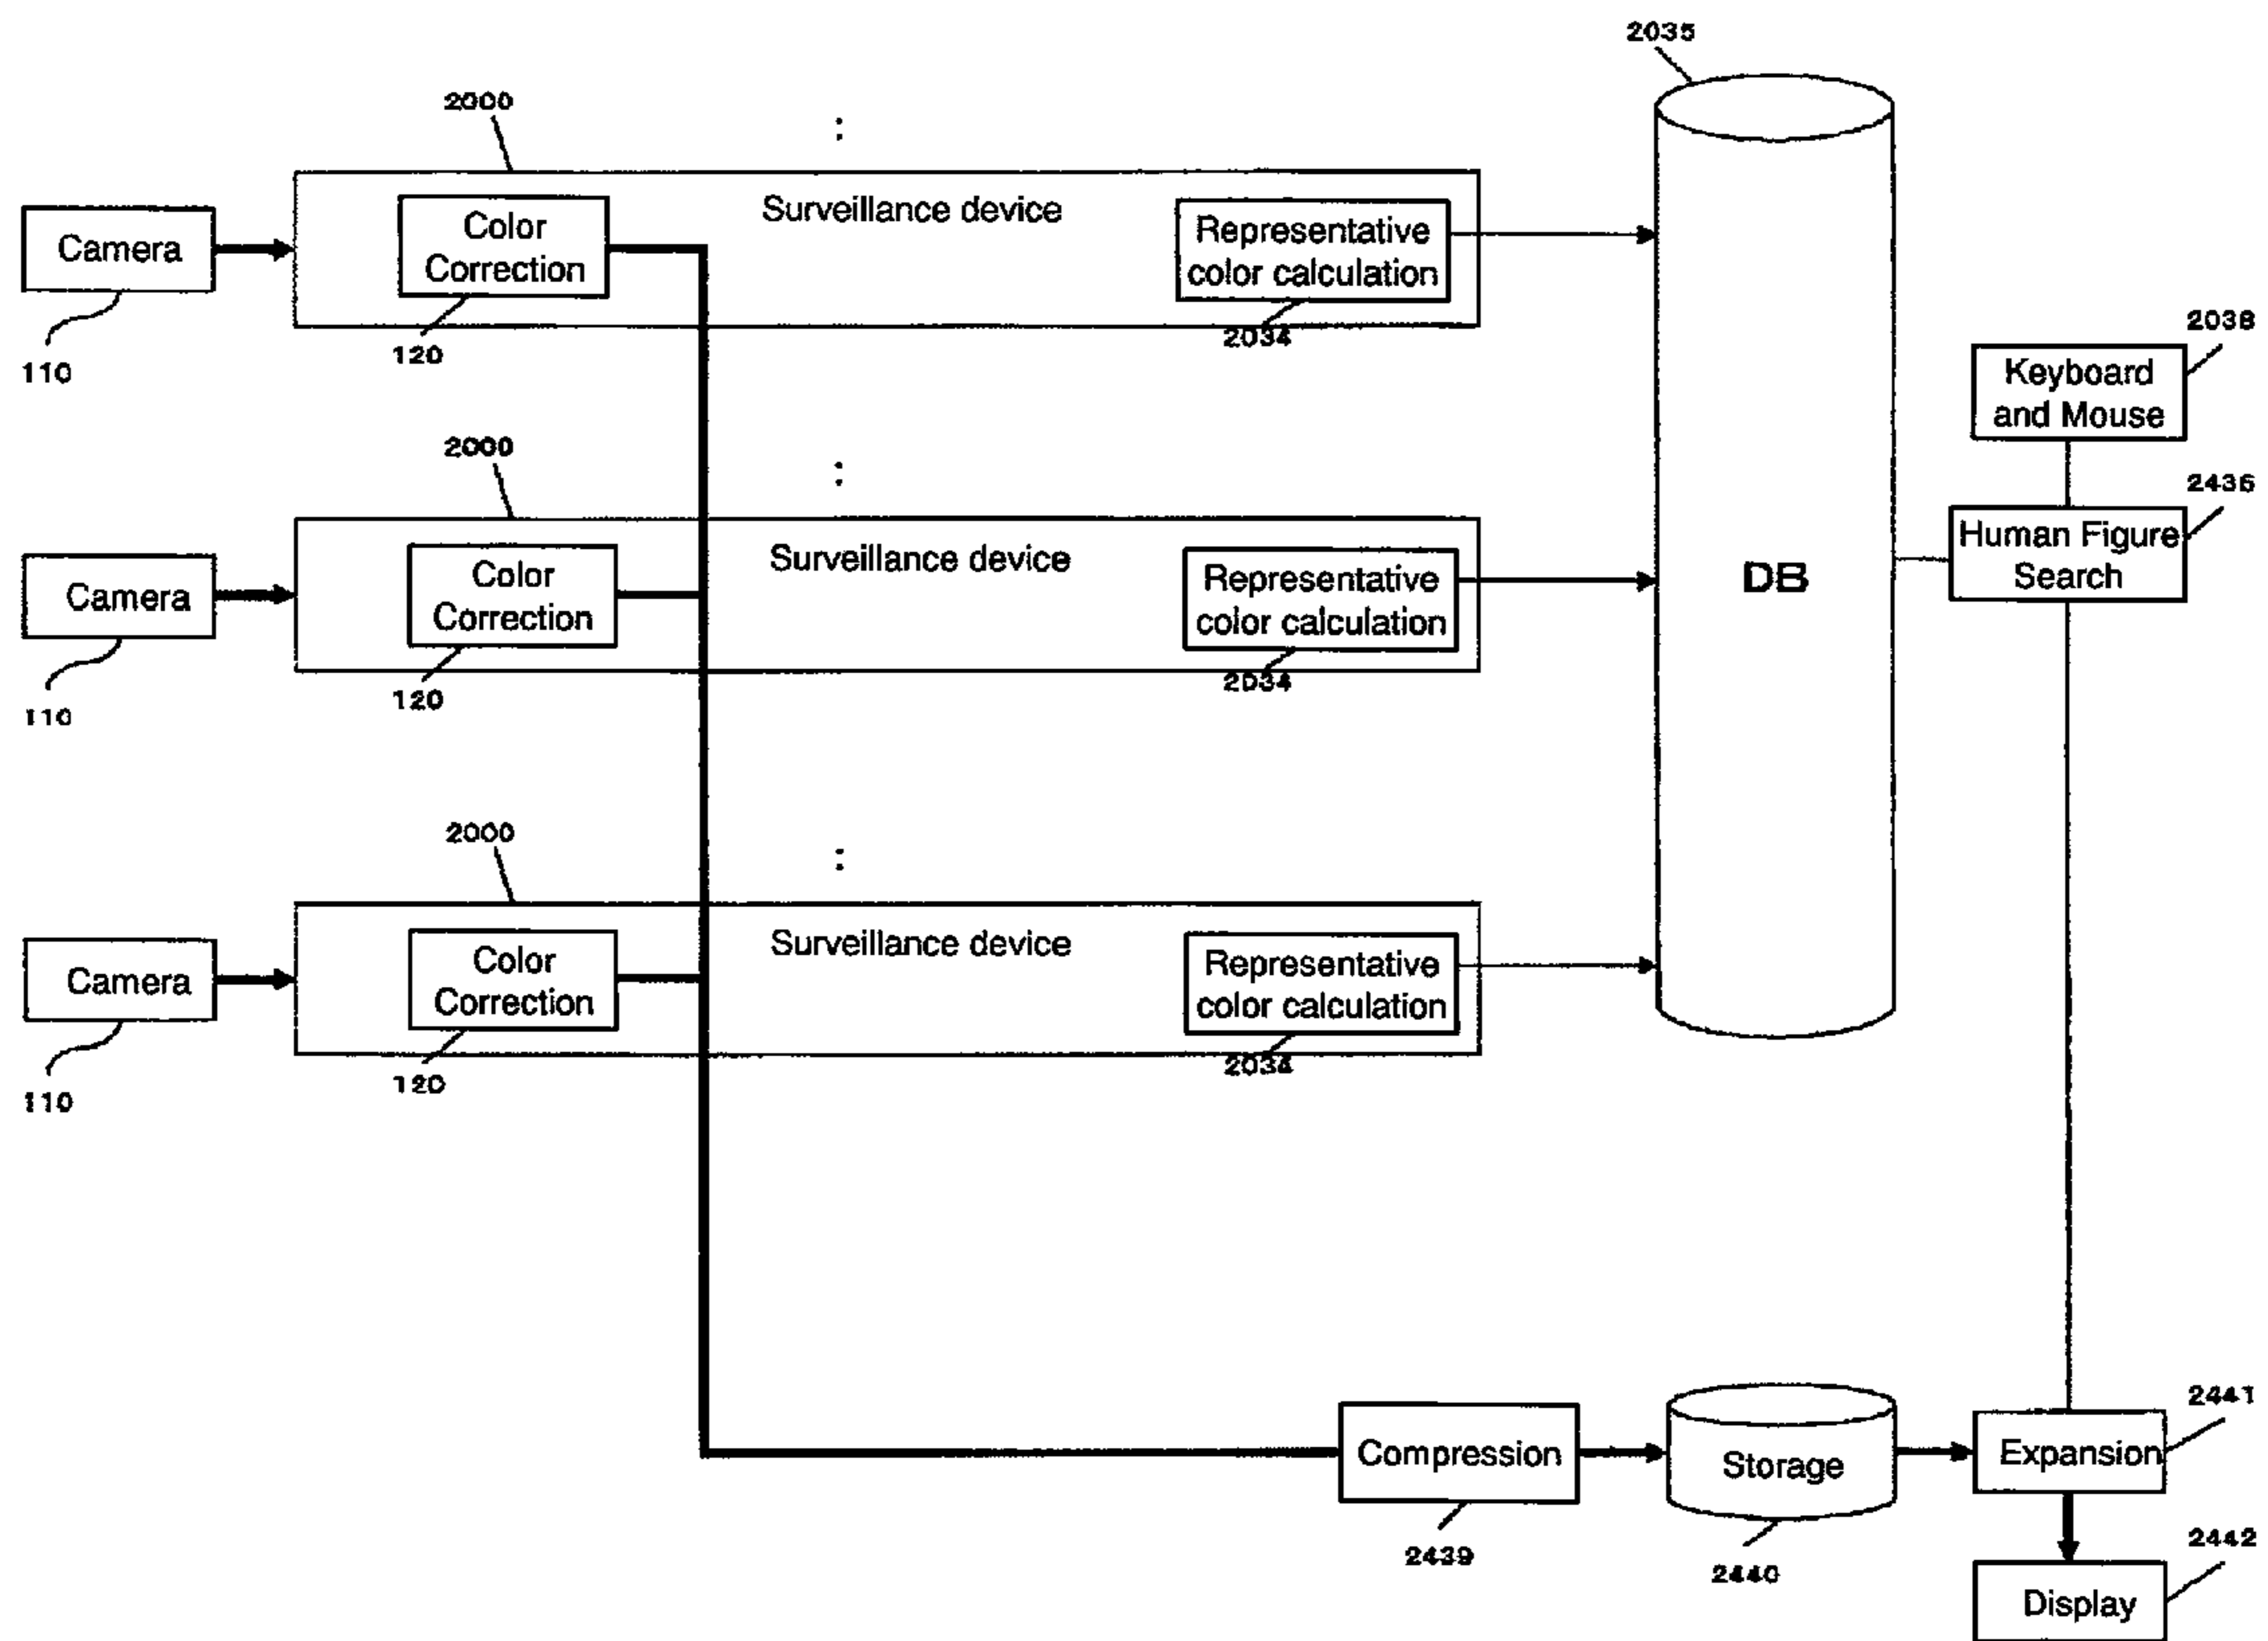 2035
2000
:
Surveillance device
Color
Correction
Representative
color calculation
Camera
120
2034
110
2038
Keyboard
and Mouse
2000
:
2436
Surveillance device
Human Figure
Search
Color
Correction
Representative
color calculation
DB
Camera
120
2034
110
2000
:
Surveillance device
Color
Correction
Representative
color calculation
Camera
120
2034
110
2441
Compression
Storage
Expansion
2439
2440
2442
Display